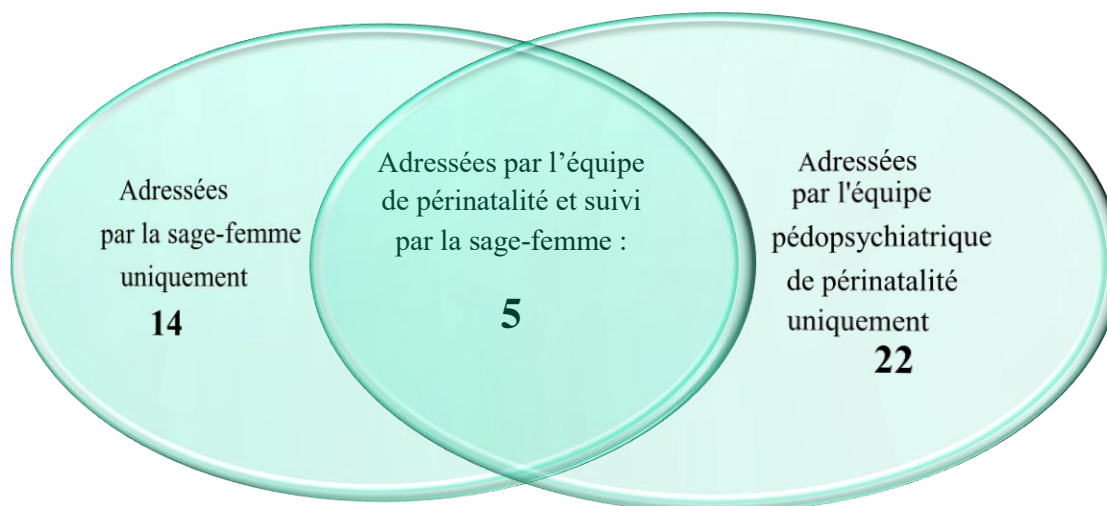 Adressées
par la sage-femme
uniquement
14
Adressées par l’équipe
de périnatalité et suivi
par la sage-femme :
5
Adressées
par l'équipe
pédopsychiatrique
de périnatalité
uniquement
22